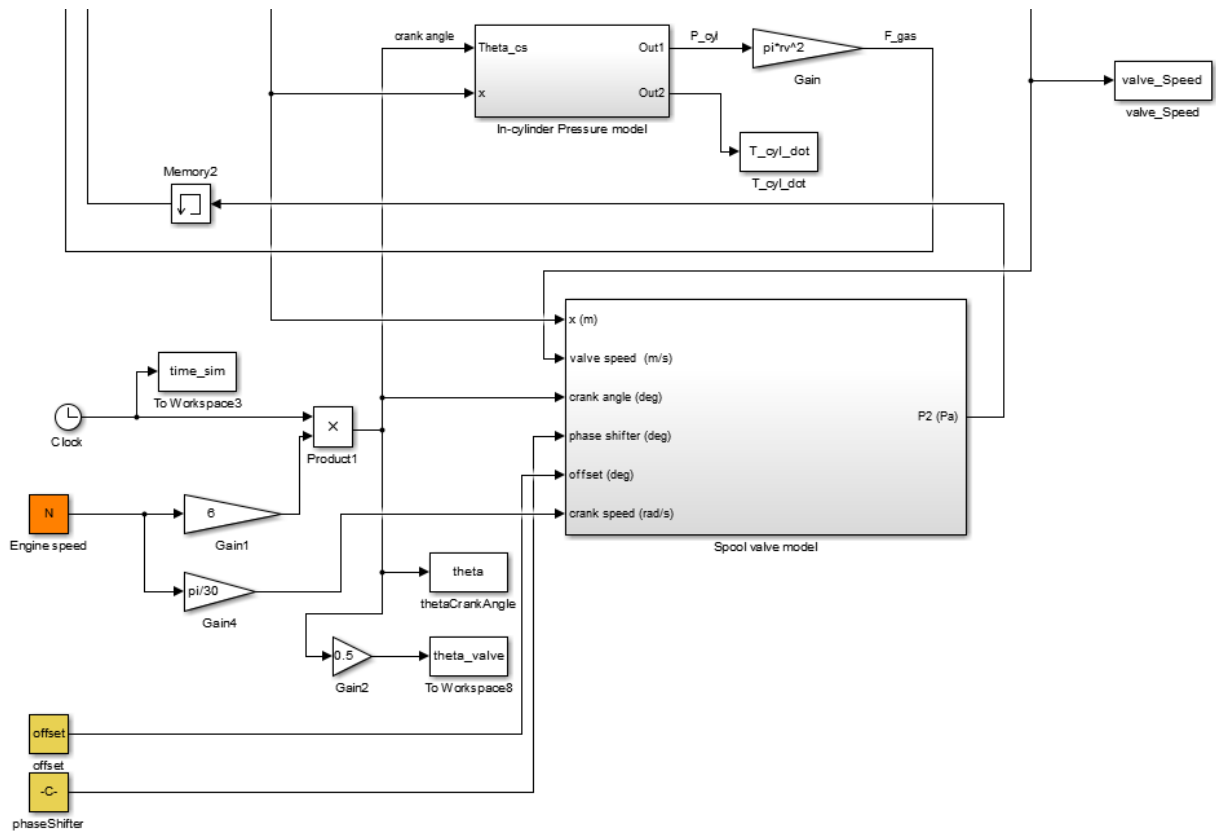 crank angle
Theta_cs
Out1
P_cyl
pi*rv^2
F_gas
Gain
x
Out2
In-cylinder Pressure model
valve_Speed
valve_Speed
T_cyl_dot
T_cyl_dot
Memory2
x (m)
valve speed (m/s)
crank angle (deg)
phase shifter (deg)
offset (deg)
crank speed (rad/s)
P2 (Pa)
Spool valve model
time_sim
To Workspace3
Clock
×
Product1
N
Engine speed
6
Gain1
pi/30
Gain4
theta
thetaCrankAngle
0.5
Gain2
theta_valve
To Workspace8
offset
offset
-C-
phaseShifter